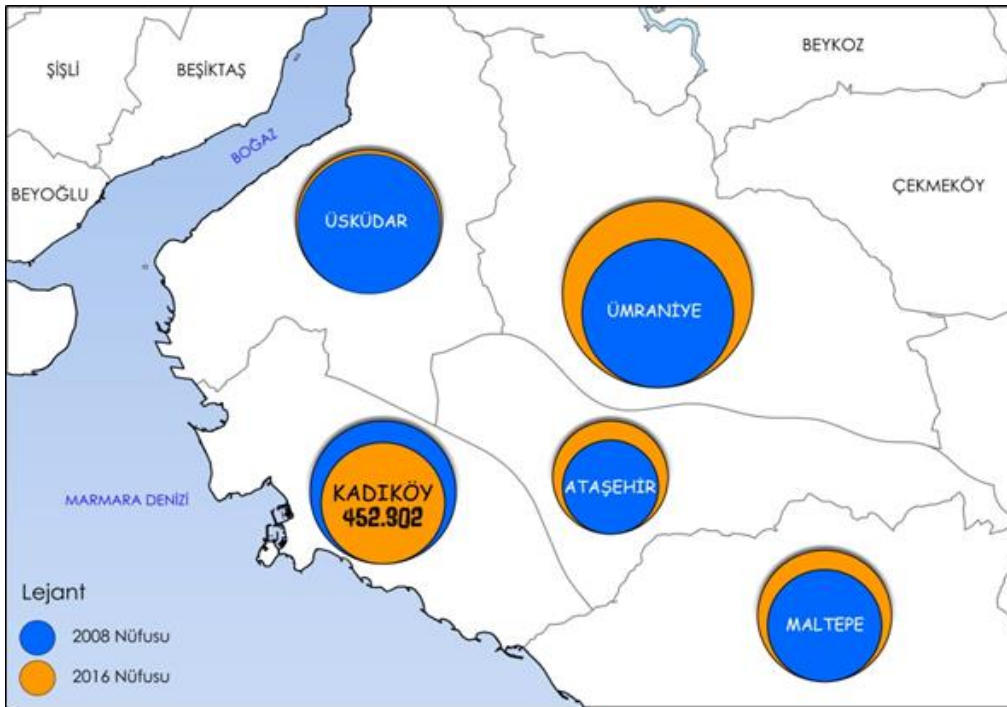 ŞİŞLİ
BEŞİKTAŞ
BEYKOZ
BOĞAZ
BEYOĞLU
ÇEKMEKÖY
ÜSKÜDAR
ÜMRANİYE
KADIKÖY
452.302
ATAŞEHİR
MARMARA DENİZİ
MALTEPE
Lejant
2008 Nüfusu
2016 Nüfusu